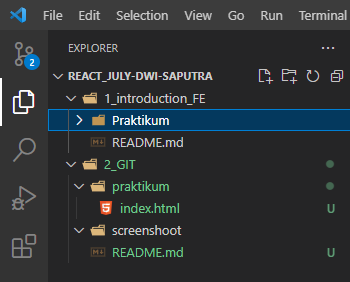 File Edit Selection View Go Run Terminal
EXPLORER
2
REACT_JULY-DWI-SAPUTRA
1_introduction_FE
Praktikum
README.md
2_GIT
praktikum
index.html U
screenshoot
README.md U